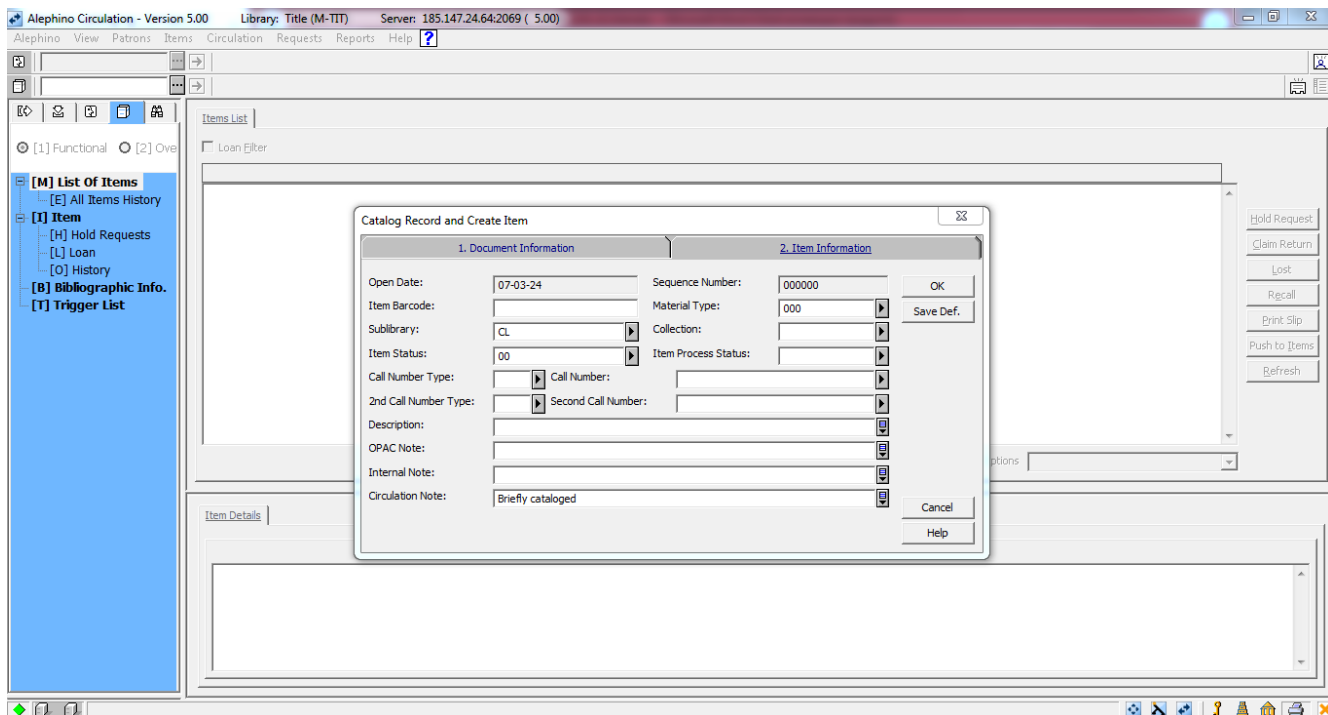 Alephino Circulation - Version 5.00 Library: Title (M-TIT) Server: 185.147.24.64:2069 ( 5.00)
Alephino View Patrons Items Circulation Requests Reports Help ?
[1] Functional [2] Ove
[M] List Of Items
[E] All Items History
[I] Item
[H] Hold Requests
[L] Loan
[O] History
[B] Bibliographic Info.
[T] Trigger List
Items List
Loan Filter
Catalog Record and Create Item
1. Document Information 2. Item Information
Open Date: 07-03-24 Sequence Number: 000000 OK
Item Barcode: Material Type: 000 Save Def.
Sublibrary: CL Collection:
Item Status: 00 Item Process Status:
Call Number Type: Call Number:
2nd Call Number Type: Second Call Number:
Description:
OPAC Note:
Internal Note:
Circulation Note: Briefly cataloged
Cancel
Help
Hold Request
Claim Return
Lost
Recall
Print Slip
Push to Items
Refresh
ptions
Item Details